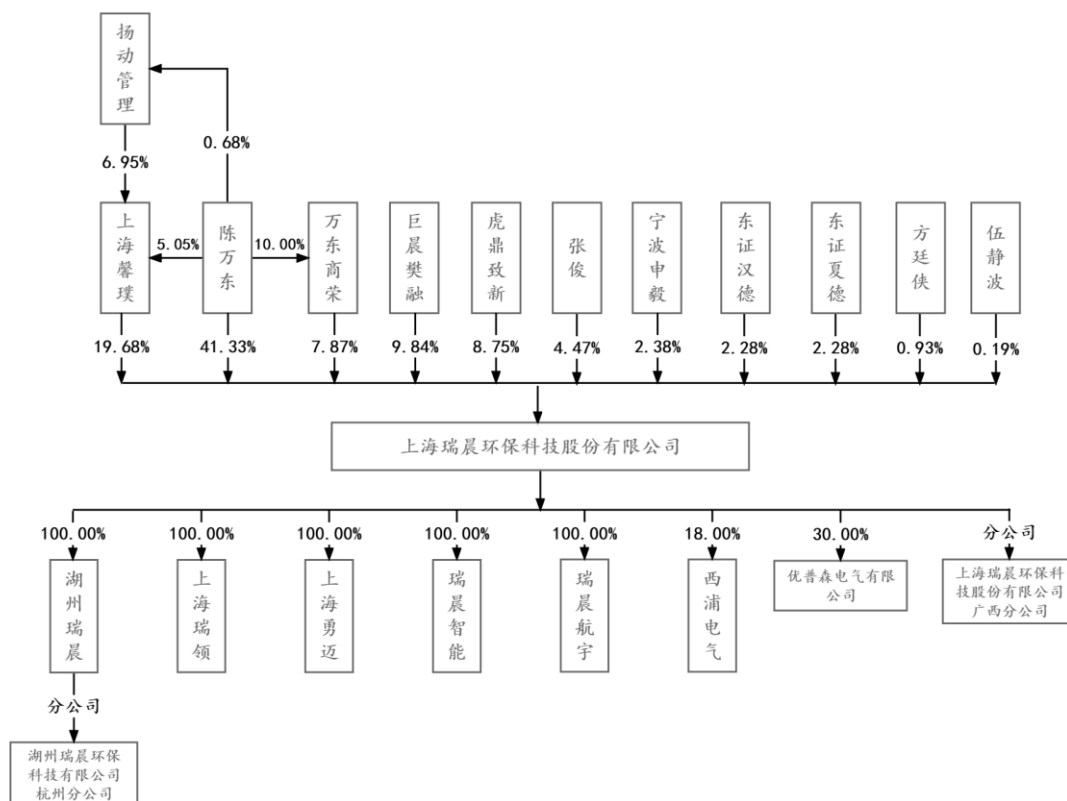 扬动管理
0.68%
6.95%
上海馨璞
5.05%
陈万东
10.00%
万东商荣
巨晨樊融
虎鼎致新
张俊
宁波申毅
东证汉德
东证夏德
方廷侠
伍静波
19.68%
41.33%
7.87%
9.84%
8.75%
4.47%
2.38%
2.28%
2.28%
0.93%
0.19%
上海瑞晨环保科技股份有限公司
100.00%
100.00%
100.00%
100.00%
100.00%
18.00%
30.00%
分公司
湖州瑞晨
上海瑞领
上海勇迈
瑞晨智能
瑞晨航宇
西浦电气
优普森电气有限
公司
上海瑞晨环保科
技股份有限公司
广西分公司
分公司
湖州瑞晨环保
科技有限公司
杭州分公司